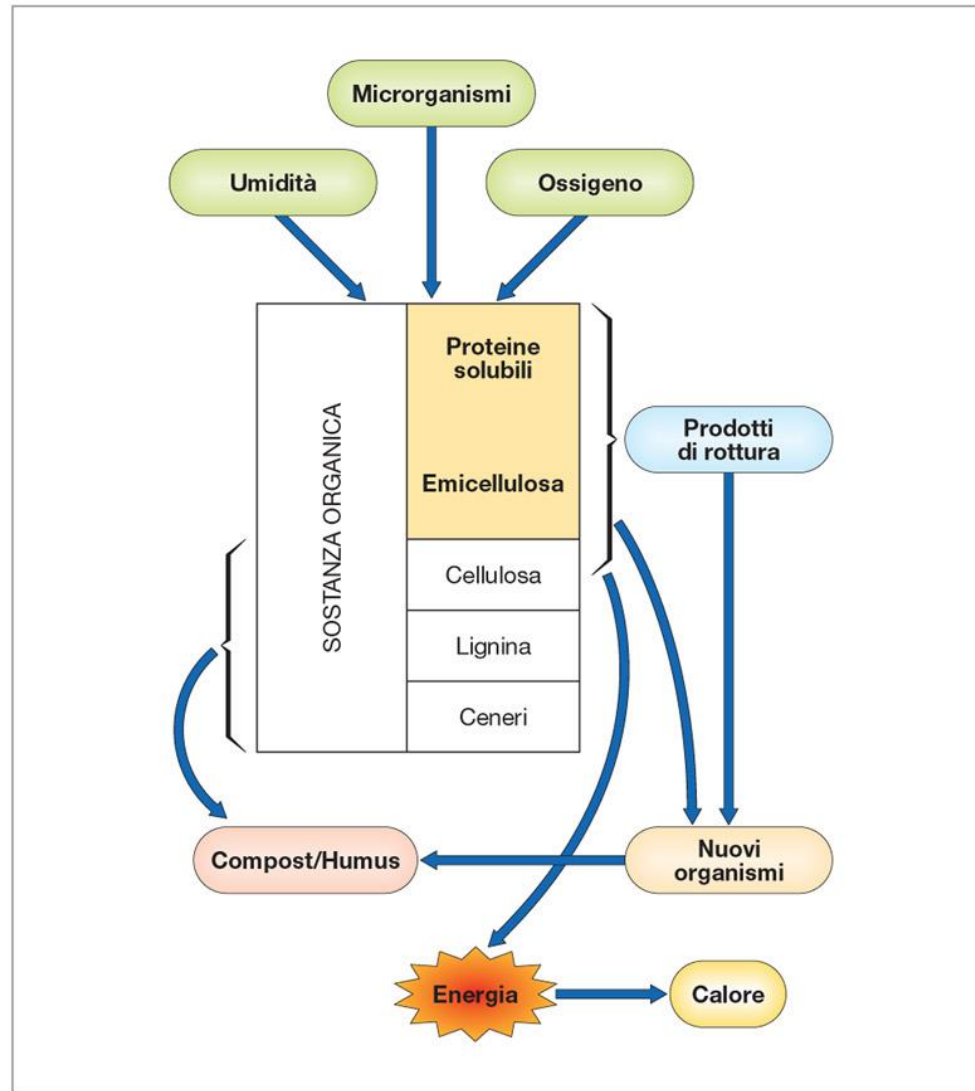 Microrganismi
Umidità
Ossigeno
SOSTANZA ORGANICA
Proteine
solubili
Emicellulosa
Cellulosa
Lignina
Ceneri
Prodotti
di rottura
Compost/Humus
Nuovi
organismi
Energia
Calore